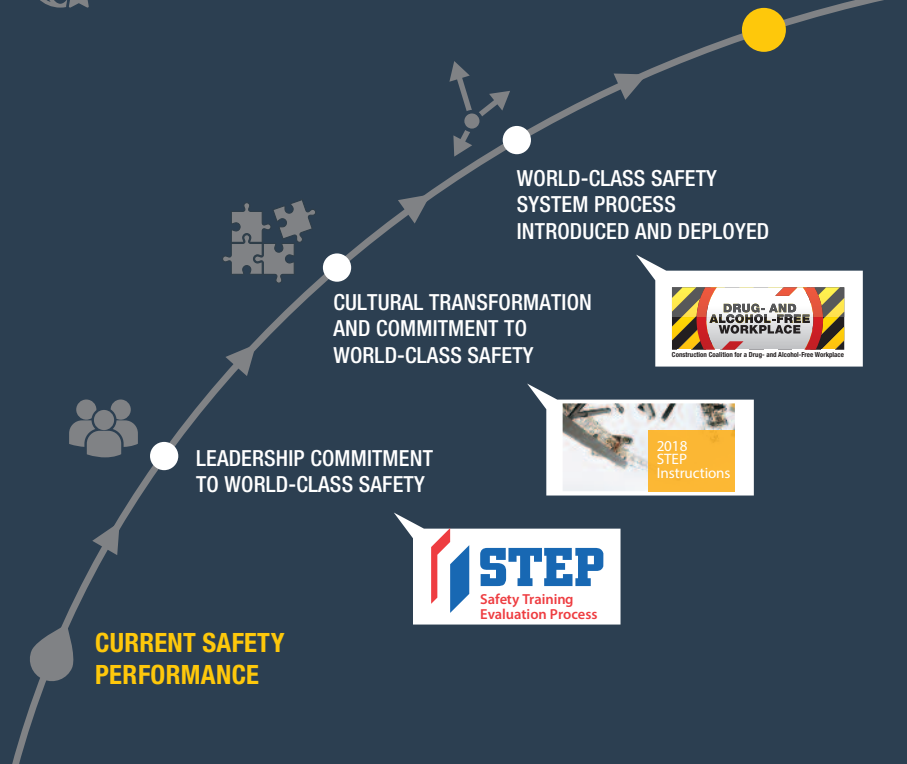 WORLD-CLASS SAFETY
SYSTEM PROCESS
INTRODUCED AND DEPLOYED
DRUG- AND
ALCOHOL-FREE
WORKPLACE
Construction Coalition for a Drug- and Alcohol-Free Workplace
CULTURAL TRANSFORMATION
AND COMMITMENT TO
WORLD-CLASS SAFETY
2018
STEP
Instructions
LEADERSHIP COMMITMENT
TO WORLD-CLASS SAFETY
STEP
Safety Training
Evaluation Process
CURRENT SAFETY
PERFORMANCE